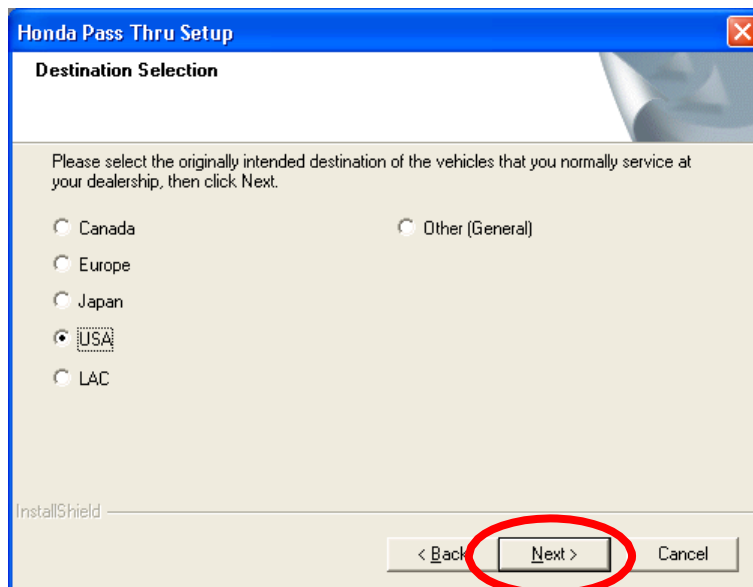 Honda Pass Thru Setup
Destination Selection
Please select the originally intended destination of the vehicles that you normally service at
your dealership, then click Next.
Canada
Other (General)
Europe
Japan
USA
LAC
InstallShield
< Back
Next >
Cancel